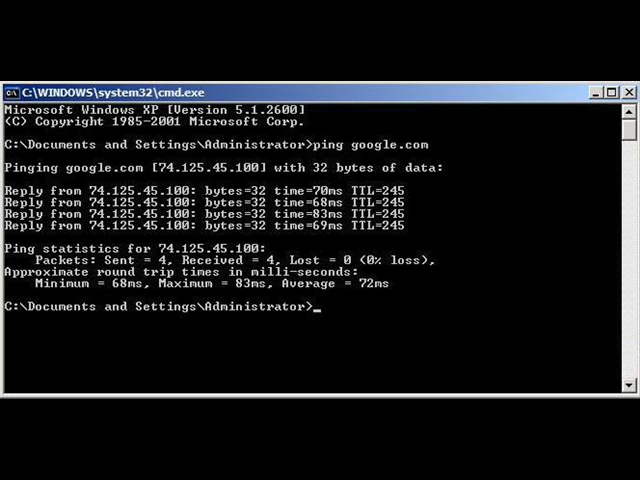 C:\WINDOWS\system32\cmd.exe
Microsoft Windows XP [Version 5.1.2600]
(C) Copyright 1985-2001 Microsoft Corp.
C:\Documents and Settings\Administrator>ping google.com
Pinging google.com [74.125.45.100] with 32 bytes of data:
Reply from 74.125.45.100: bytes=32 time=70ms TTL=245
Reply from 74.125.45.100: bytes=32 time=68ms TTL=245
Reply from 74.125.45.100: bytes=32 time=83ms TTL=245
Reply from 74.125.45.100: bytes=32 time=69ms TTL=245
Ping statistics for 74.125.45.100:
Packets: Sent = 4, Received = 4, Lost = 0 (0% loss),
Approximate round trip times in milli-seconds:
Minimum = 68ms, Maximum = 83ms, Average = 72ms
C:\Documents and Settings\Administrator>_